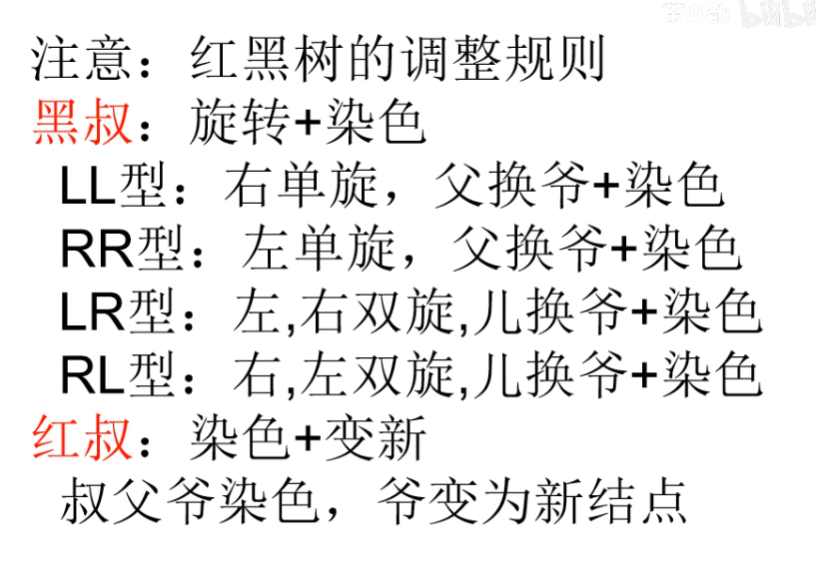 注意：红黑树的调整规则
黑叔：旋转+染色
LL型：右单旋，父换爷+染色
RR型：左单旋，父换爷+染色
LR型：左,右双旋,儿换爷+染色
RL型：右,左双旋,儿换爷+染色
红叔：染色+变新
叔父爷染色，爷变为新结点